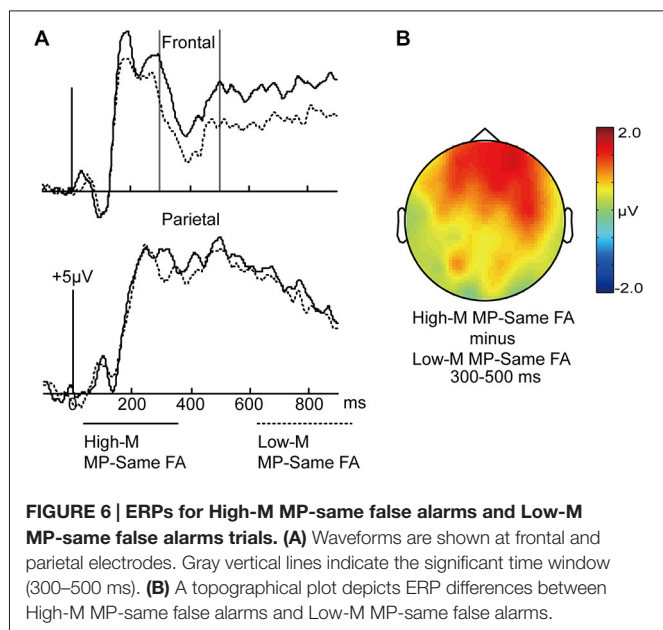 A
Frontal
B
2.0
µV
-2.0
Parietal
+5µV
0 200 400 600 800 ms
High-M
MP-Same FA
Low-M
MP-Same FA
High-M MP-Same FA
minus
Low-M MP-Same FA
300-500 ms
FIGURE 6 | ERPs for High-M MP-same false alarms and Low-M
MP-same false alarms trials. (A) Waveforms are shown at frontal and
parietal electrodes. Gray vertical lines indicate the significant time window
(300–500 ms). (B) A topographical plot depicts ERP differences between
High-M MP-same false alarms and Low-M MP-same false alarms.